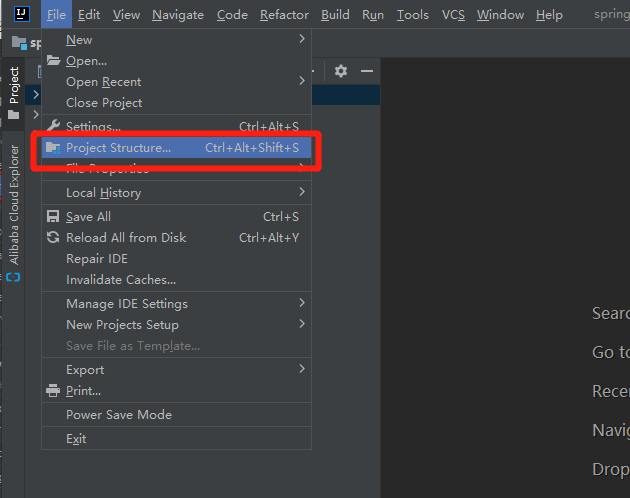 IJ File Edit View Navigate Code Refactor Build Run Tools VCS Window Help spring
sp
Project
Alibaba Cloud Explorer
New
Open...
Open Recent
Close Project
Settings... Ctrl+Alt+S
Project Structure... Ctrl+Alt+Shift+S
File Properties
Local History
Save All Ctrl+S
Reload All from Disk Ctrl+Alt+Y
Repair IDE
Invalidate Caches...
Manage IDE Settings
New Projects Setup
Save File as Template...
Export
Print...
Power Save Mode
Exit
Searc
Go to
Recen
Navig
Drop